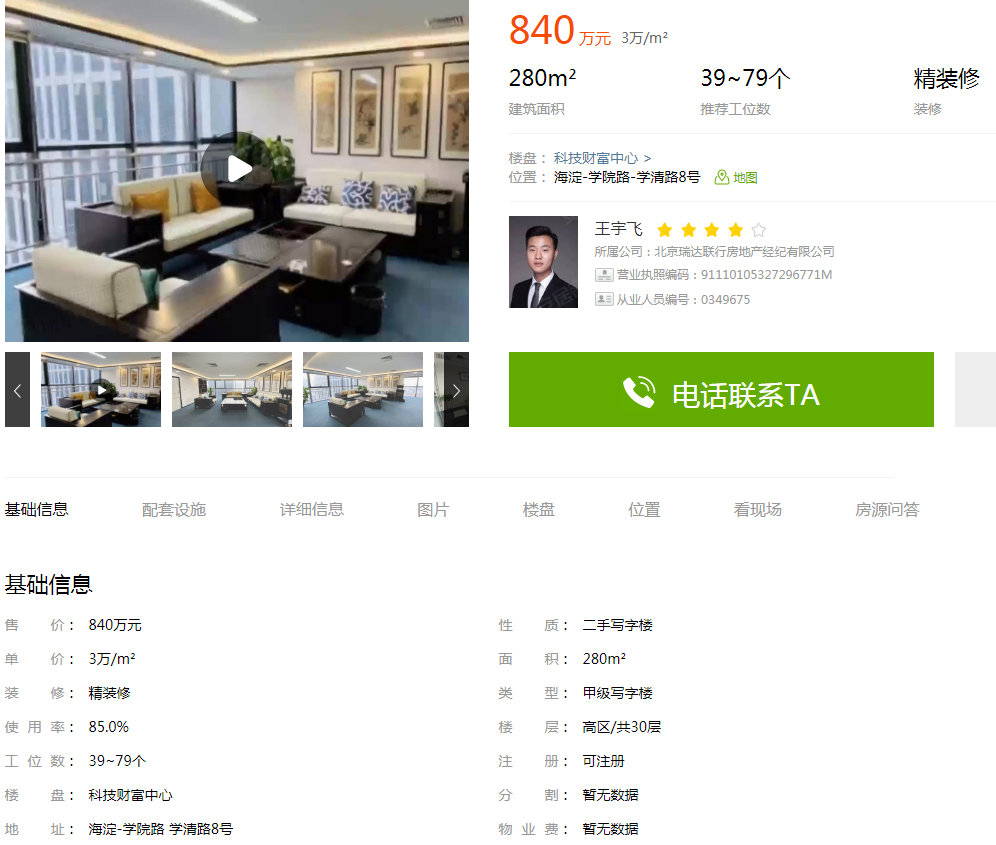 840 万元 3万/m²
280m² 39~79个 精装修
建筑面积 推荐工位数 装修
楼盘： 科技财富中心 >
位置： 海淀-学院路-学清路8号 地图
王宇飞
所属公司：北京瑞达联行房地产经纪有限公司
营业执照编码：91110105327296771M
从业人员编号：0349675
电话联系TA
基础信息 配套设施 详细信息 图片 楼盘 位置 看现场 房源问答
基础信息
售价： 840万元 性质： 二手写字楼
单价： 3万/m² 面积： 280m²
装修： 精装修 类型： 甲级写字楼
使用率： 85.0% 楼层： 高区/共30层
工位数： 39~79个 注册： 可注册
楼盘： 科技财富中心 分割： 暂无数据
地址： 海淀-学院路 学清路8号 物业费： 暂无数据